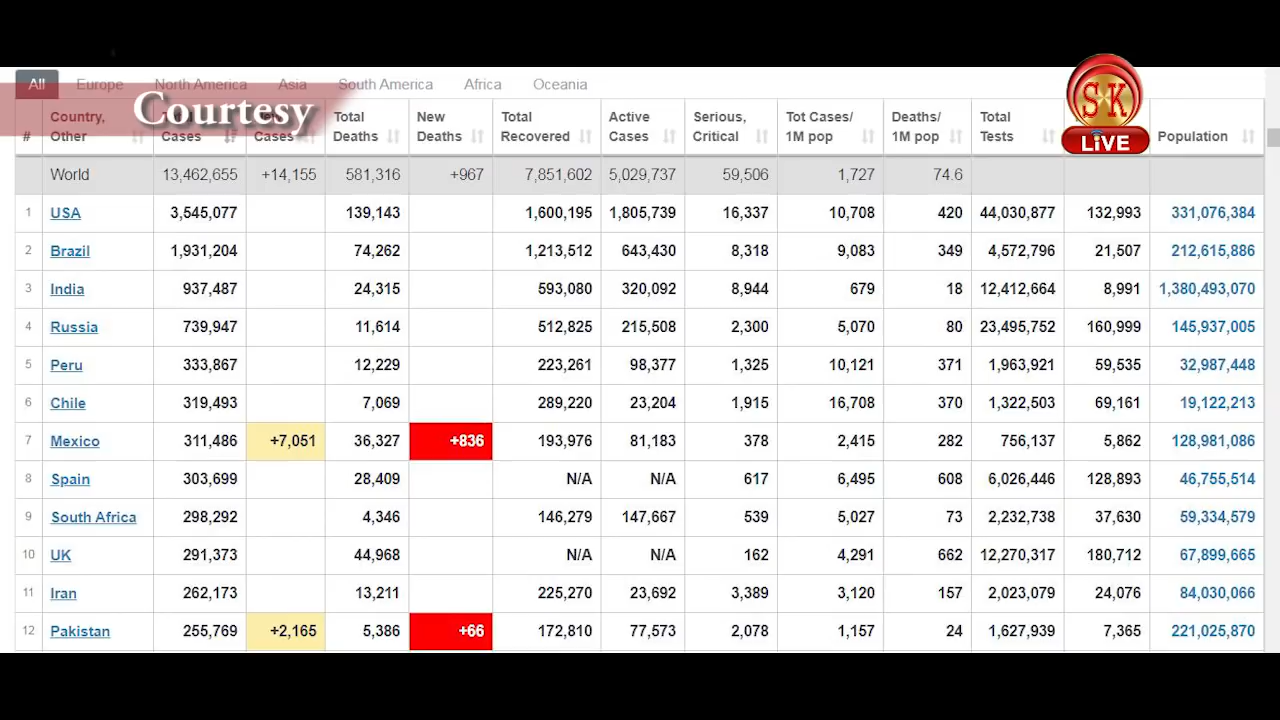 All Europe North America Asia South America Africa Oceania
Courtesy
SK
LiVE
# Country, Other Cases Cases Total Deaths New Deaths Total Recovered Active Cases Serious, Critical Tot Cases/ 1M pop Deaths/ 1M pop Total Tests Population
World 13,462,655 +14,155 581,316 +967 7,851,602 5,029,737 59,506 1,727 74.6
1 USA 3,545,077 139,143 1,600,195 1,805,739 16,337 10,708 420 44,030,877 132,993 331,076,384
2 Brazil 1,931,204 74,262 1,213,512 643,430 8,318 9,083 349 4,572,796 21,507 212,615,886
3 India 937,487 24,315 593,080 320,092 8,944 679 18 12,412,664 8,991 1,380,493,070
4 Russia 739,947 11,614 512,825 215,508 2,300 5,070 80 23,495,752 160,999 145,937,005
5 Peru 333,867 12,229 223,261 98,377 1,325 10,121 371 1,963,921 59,535 32,987,448
6 Chile 319,493 7,069 289,220 23,204 1,915 16,708 370 1,322,503 69,161 19,122,213
7 Mexico 311,486 +7,051 36,327 +836 193,976 81,183 378 2,415 282 756,137 5,862 128,981,086
8 Spain 303,699 28,409 N/A N/A 617 6,495 608 6,026,446 128,893 46,755,514
9 South Africa 298,292 4,346 146,279 147,667 539 5,027 73 2,232,738 37,630 59,334,579
10 UK 291,373 44,968 N/A N/A 162 4,291 662 12,270,317 180,712 67,899,665
11 Iran 262,173 13,211 225,270 23,692 3,389 3,120 157 2,023,079 24,076 84,030,066
12 Pakistan 255,769 +2,165 5,386 +66 172,810 77,573 2,078 1,157 24 1,627,939 7,365 221,025,870